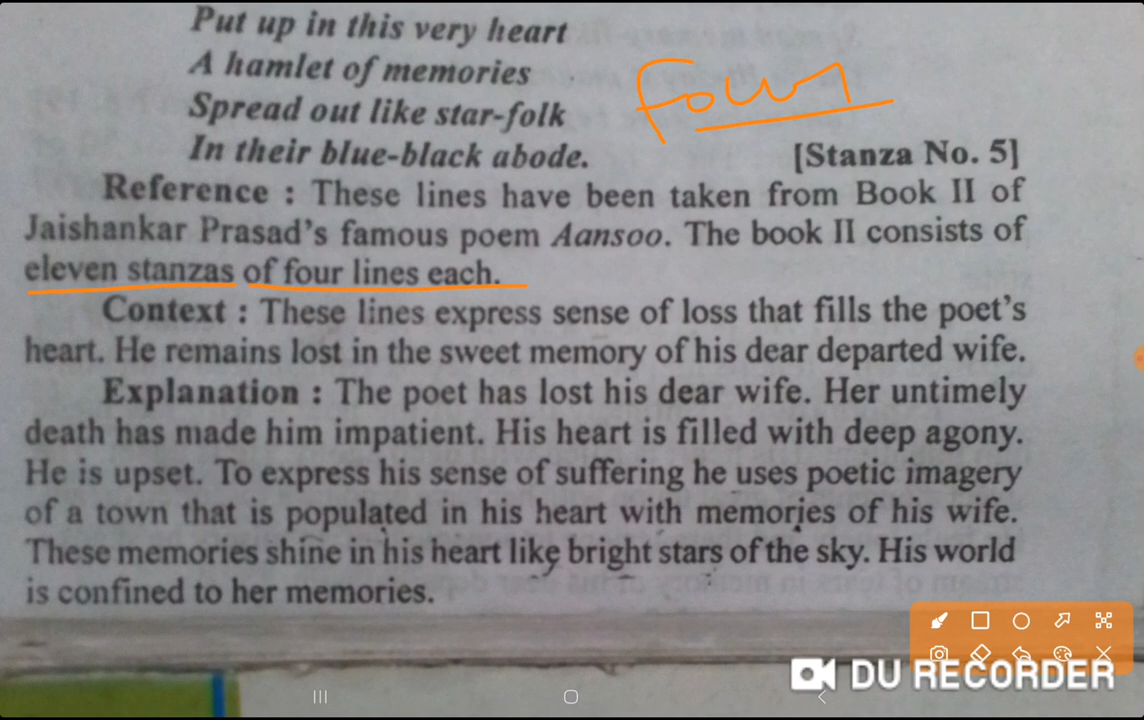 Put up in this very heart
A hamlet of memories
Spread out like star-folk
four
In their blue-black abode. [Stanza No. 5]
Reference : These lines have been taken from Book II of
Jaishankar Prasad's famous poem Aansoo. The book II consists of
eleven stanzas of four lines each.
Context : These lines express sense of loss that fills the poet's
heart. He remains lost in the sweet memory of his dear departed wife.
Explanation : The poet has lost his dear wife. Her untimely
death has made him impatient. His heart is filled with deep agony.
He is upset. To express his sense of suffering he uses poetic imagery
of a town that is populated in his heart with memories of his wife.
These memories shine in his heart like bright stars of the sky. His world
is confined to her memories.
DU RECORDER